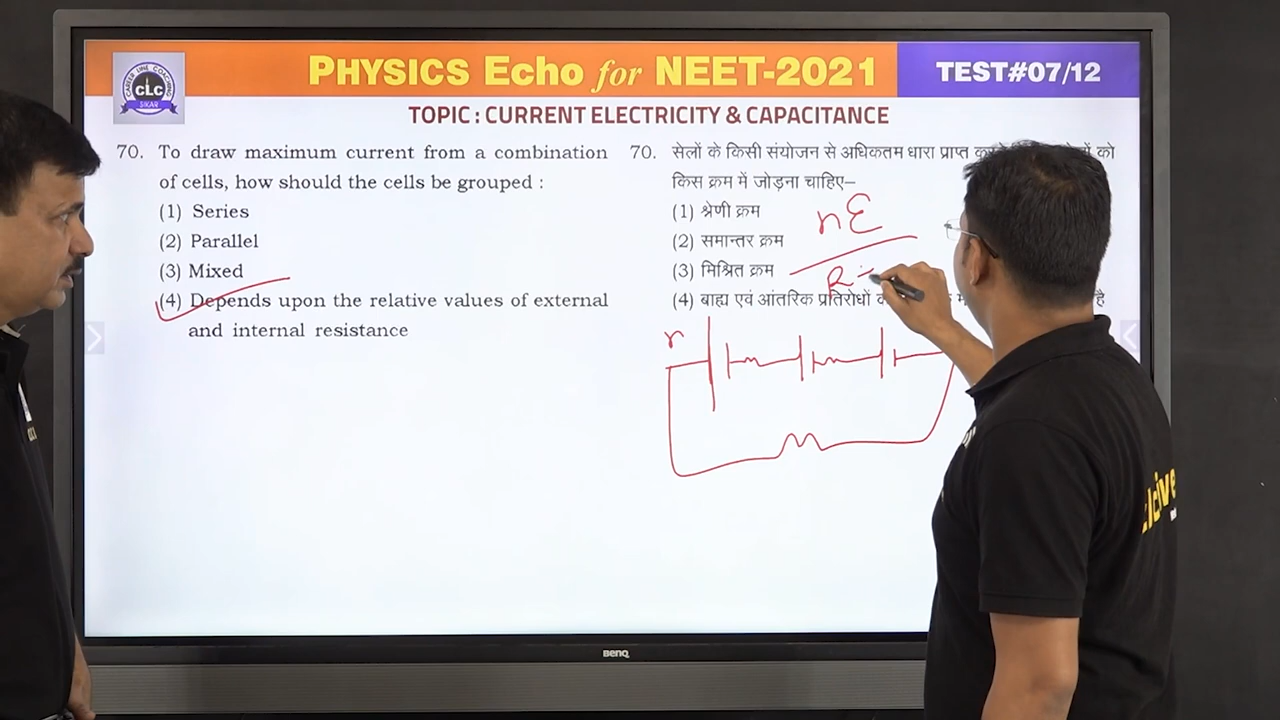 PHYSICS Echo for NEET-2021
TEST#07/12
CLC
SIKAR
TOPIC : CURRENT ELECTRICITY & CAPACITANCE
70. To draw maximum current from a combination
of cells, how should the cells be grouped :
(1) Series
(2) Parallel
(3) Mixed
(4) Depends upon the relative values of external
and internal resistance
70. सेलों के किसी संयोजन से अधिकतम धारा प्राप्त को
किस क्रम में जोड़ना चाहिए–
(1) श्रेणी क्रम
(2) समान्तर क्रम
(3) मिश्रित क्रम
(4) बाह्य एवं आंतरिक प्रतिरोधों है
nE
R
r
BENQ